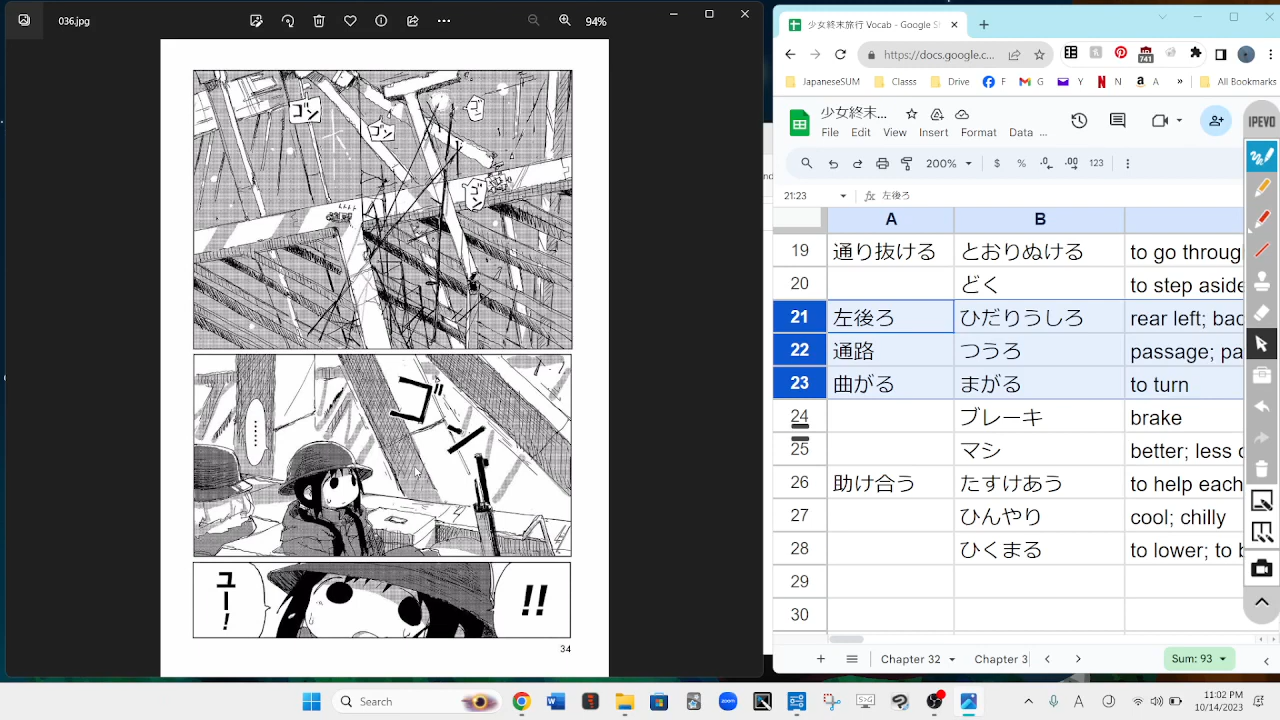 036.jpg
94%
ゴン
ゴン
ゴン
ゴン
……
!!
ユー!
34
少女終末旅行 Vocab - Google S
https://docs.google.c...
JapaneseSUM
Class
Drive
F
G
Y
N
a
»
All Bookmarks
少女終末...
File Edit View Insert Format Data ...
IPEVO
200%
$ % .0 .00 123
21:23
fx 左後ろ
A B
19 通り抜ける とおりぬける to go throug
20 どく to step aside
21 左後ろ ひだりうしろ rear left; bac
22 通路 つうろ passage; pa
23 曲がる まがる to turn
24 ブレーキ brake
25 マシ better; less o
26 助け合う たすけあう to help each
27 ひんやり cool; chilly
28 ひくまる to lower; to b
29
30
Chapter 32 Chapter 3
Sum
Search
zoom
11:02 PM